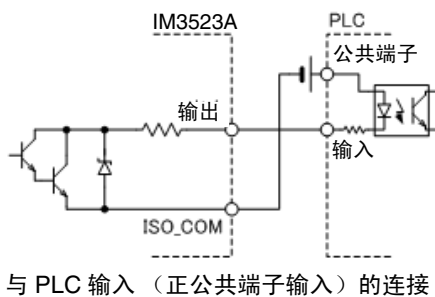 IM3523A
PLC
公共端子
输出
输入
ISO_COM
与 PLC 输入 （正公共端子输入）的连接